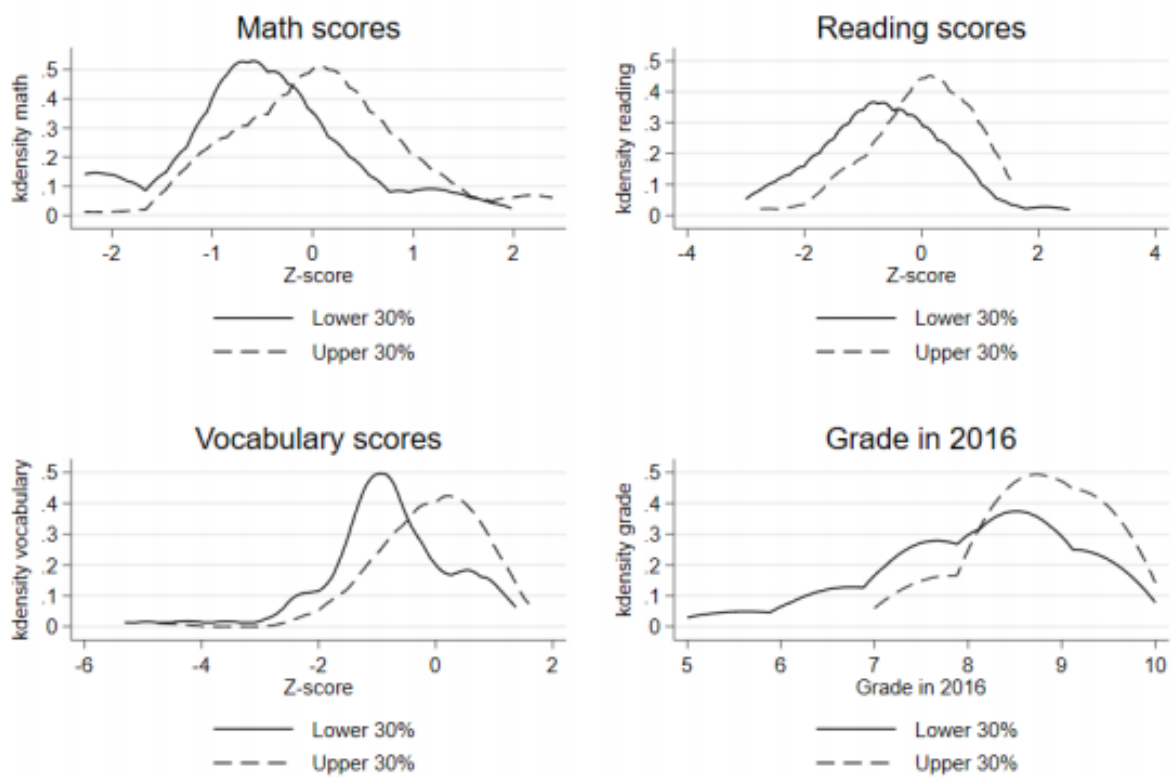 Math scores
kdensity math
.5
.4
.3
.2
.1
0
-2
-1
0
1
2
Z-score
Lower 30%
Upper 30%
Reading scores
kdensity reading
.5
.4
.3
.2
.1
0
-4
-2
0
2
4
Z-score
Lower 30%
Upper 30%
Vocabulary scores
kdensity vocabulary
.5
.4
.3
.2
.1
0
-6
-4
-2
0
2
Z-score
Lower 30%
Upper 30%
Grade in 2016
kdensity grade
.5
.4
.3
.2
.1
0
5
6
7
8
9
10
Grade in 2016
Lower 30%
Upper 30%